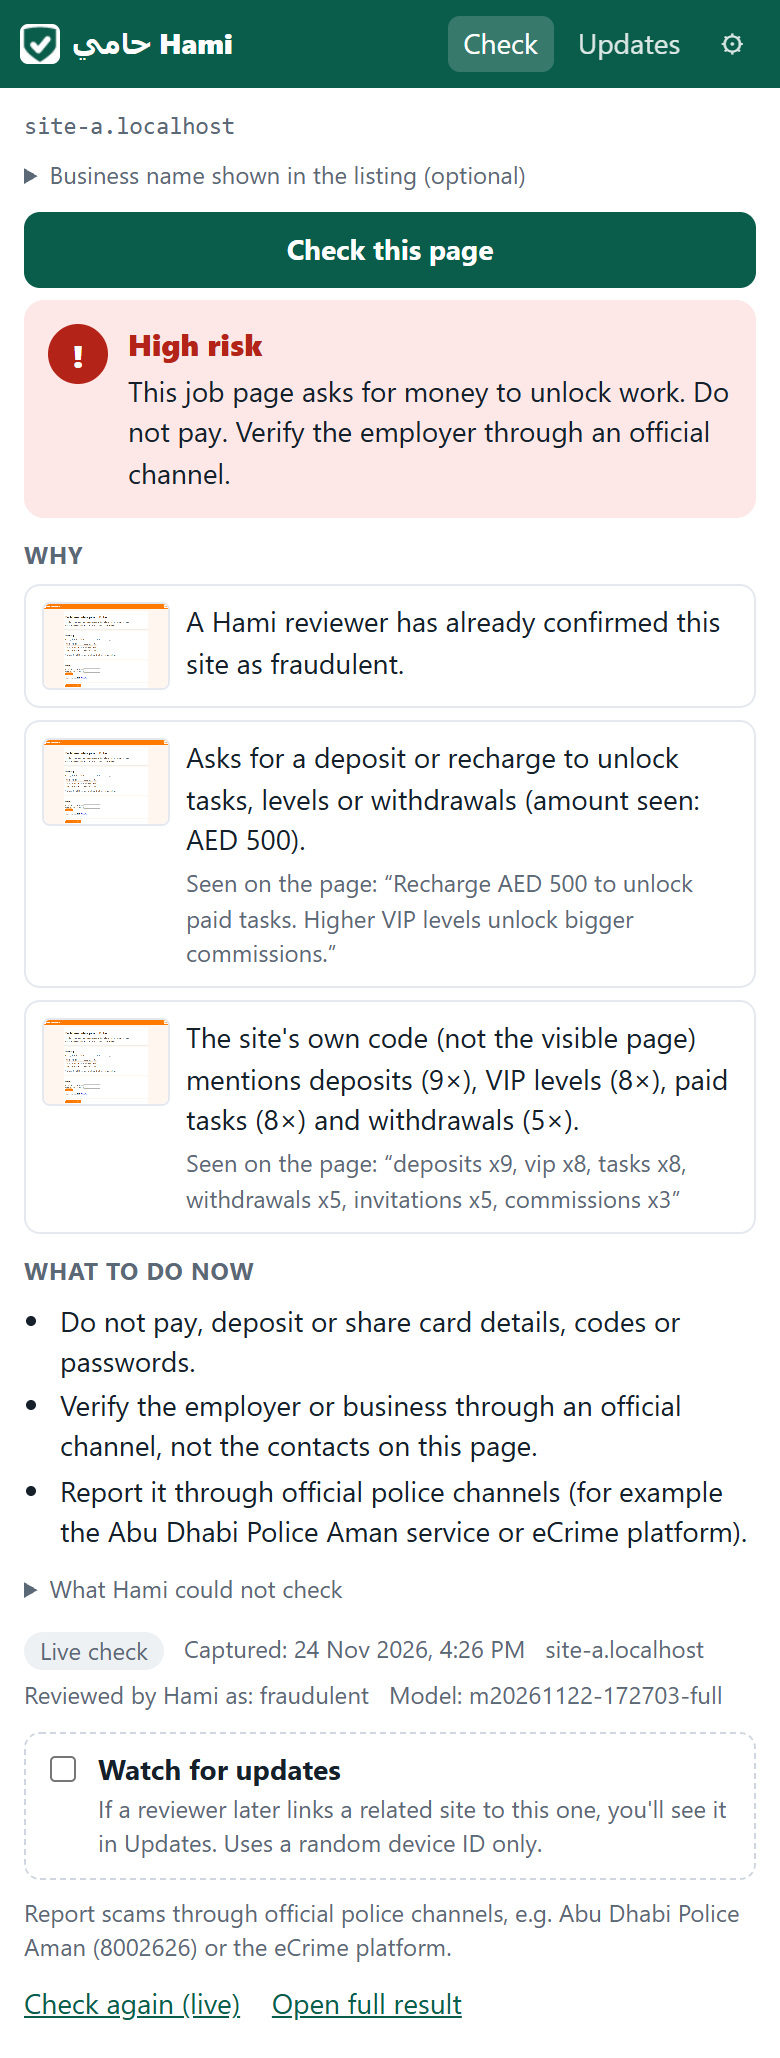 حامي Hami
Check
Updates
site-a.localhost
Business name shown in the listing (optional)
Check this page
!
High risk
This job page asks for money to unlock work. Do
not pay. Verify the employer through an official
channel.
WHY
A Hami reviewer has already confirmed this
site as fraudulent.
Asks for a deposit or recharge to unlock
tasks, levels or withdrawals (amount seen:
AED 500).
Seen on the page: “Recharge AED 500 to unlock
paid tasks. Higher VIP levels unlock bigger
commissions.”
The site's own code (not the visible page)
mentions deposits (9×), VIP levels (8×), paid
tasks (8×) and withdrawals (5×).
Seen on the page: “deposits x9, vip x8, tasks x8,
withdrawals x5, invitations x5, commissions x3”
WHAT TO DO NOW
Do not pay, deposit or share card details, codes or
passwords.
Verify the employer or business through an official
channel, not the contacts on this page.
Report it through official police channels (for example
the Abu Dhabi Police Aman service or eCrime platform).
What Hami could not check
Live check Captured: 24 Nov 2026, 4:26 PM site-a.localhost
Reviewed by Hami as: fraudulent Model: m20261122-172703-full
Watch for updates
If a reviewer later links a related site to this one, you'll see it
in Updates. Uses a random device ID only.
Report scams through official police channels, e.g. Abu Dhabi Police
Aman (8002626) or the eCrime platform.
Check again (live) Open full result